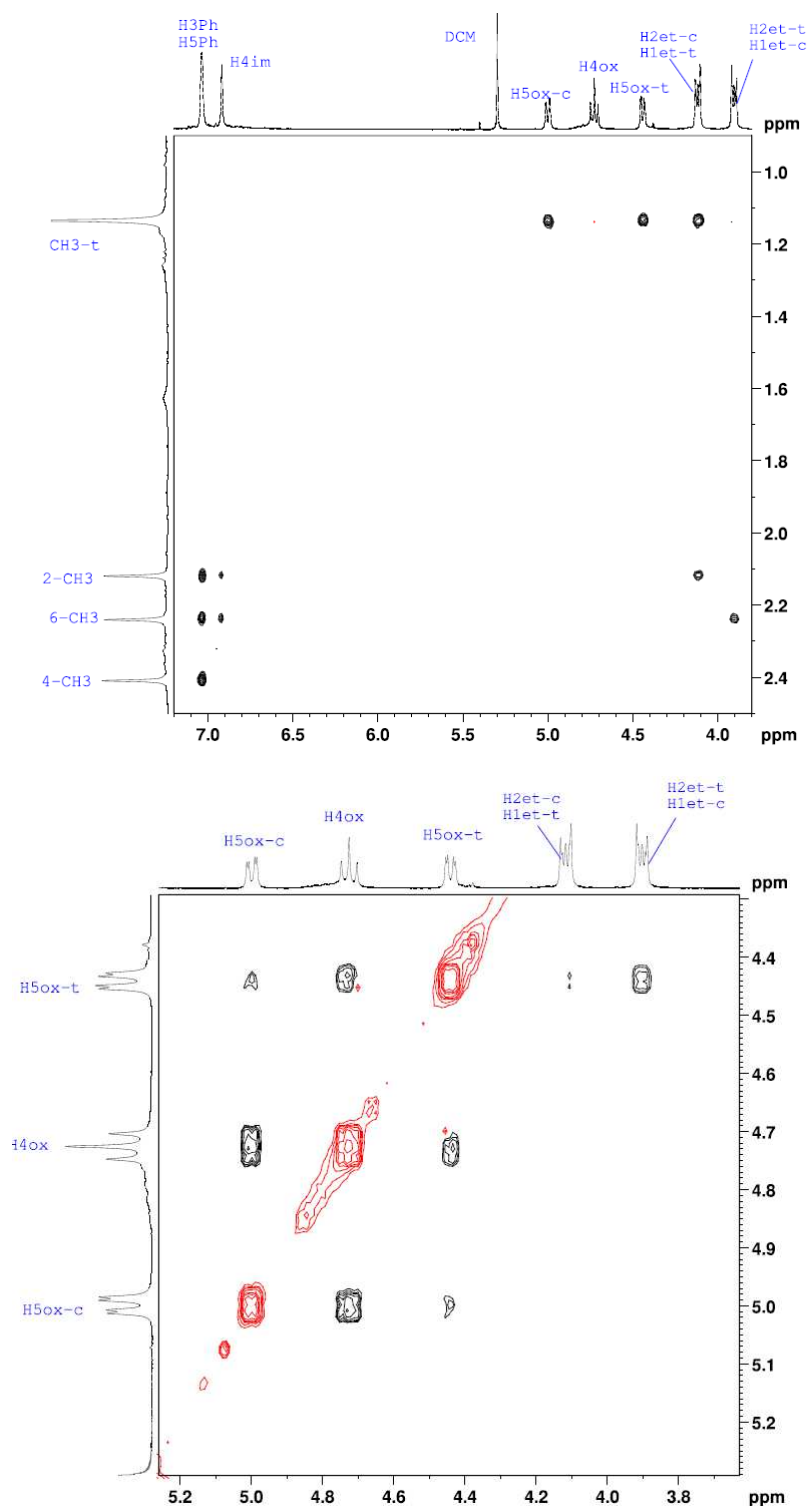 H3Ph
H5Ph
H4im
DCM
H5ox-c
H4ox
H5ox-t
H2et-c
H1et-t
H2et-t
H1et-c
ppm
CH3-t
2-CH3
6-CH3
4-CH3
1.0
1.2
1.4
1.6
1.8
2.0
2.2
2.4
7.0 6.5 6.0 5.5 5.0 4.5 4.0 ppm
H5ox-c
H4ox
H5ox-t
H2et-c
H1et-t
H2et-t
H1et-c
ppm
H5ox-t
H4ox
H5ox-c
4.4
4.5
4.6
4.7
4.8
4.9
5.0
5.1
5.2
5.2 5.0 4.8 4.6 4.4 4.2 4.0 3.8 ppm